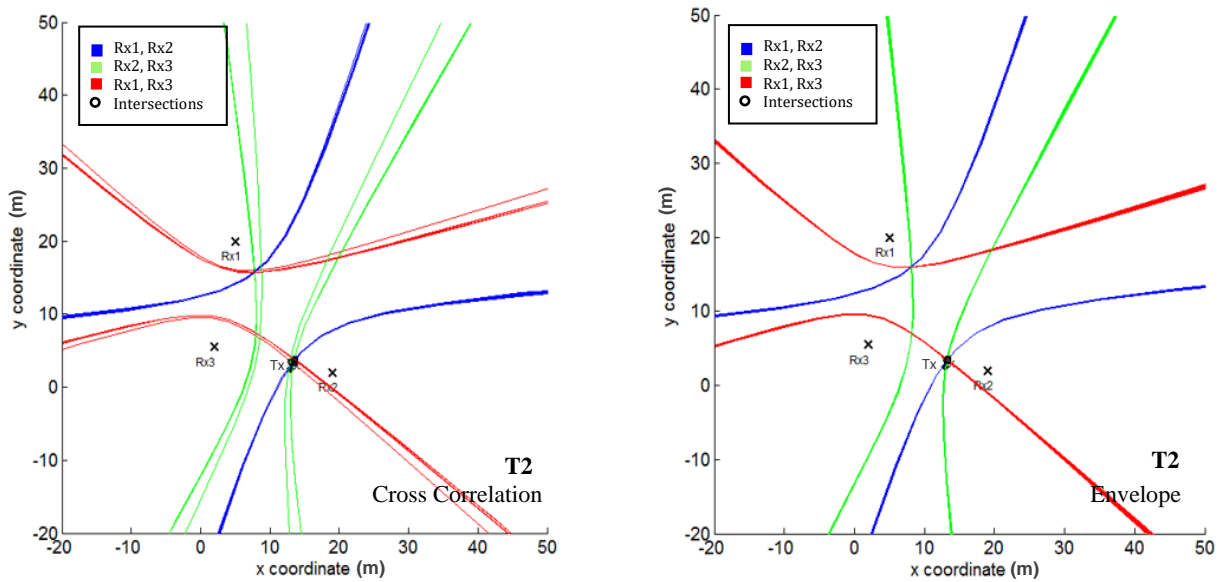 50
40
30
20
10
0
-10
-20
y coordinate (m)
Rx1, Rx2
Rx2, Rx3
Rx1, Rx3
Intersections
Rx1
Rx3
Tx
Rx2
T2
Cross Correlation
-20 -10 0 10 20 30 40 50
x coordinate (m)
50
40
30
20
10
0
-10
-20
y coordinate (m)
Rx1, Rx2
Rx2, Rx3
Rx1, Rx3
Intersections
Rx1
Rx3
Tx
Rx2
T2
Envelope
-20 -10 0 10 20 30 40 50
x coordinate (m)